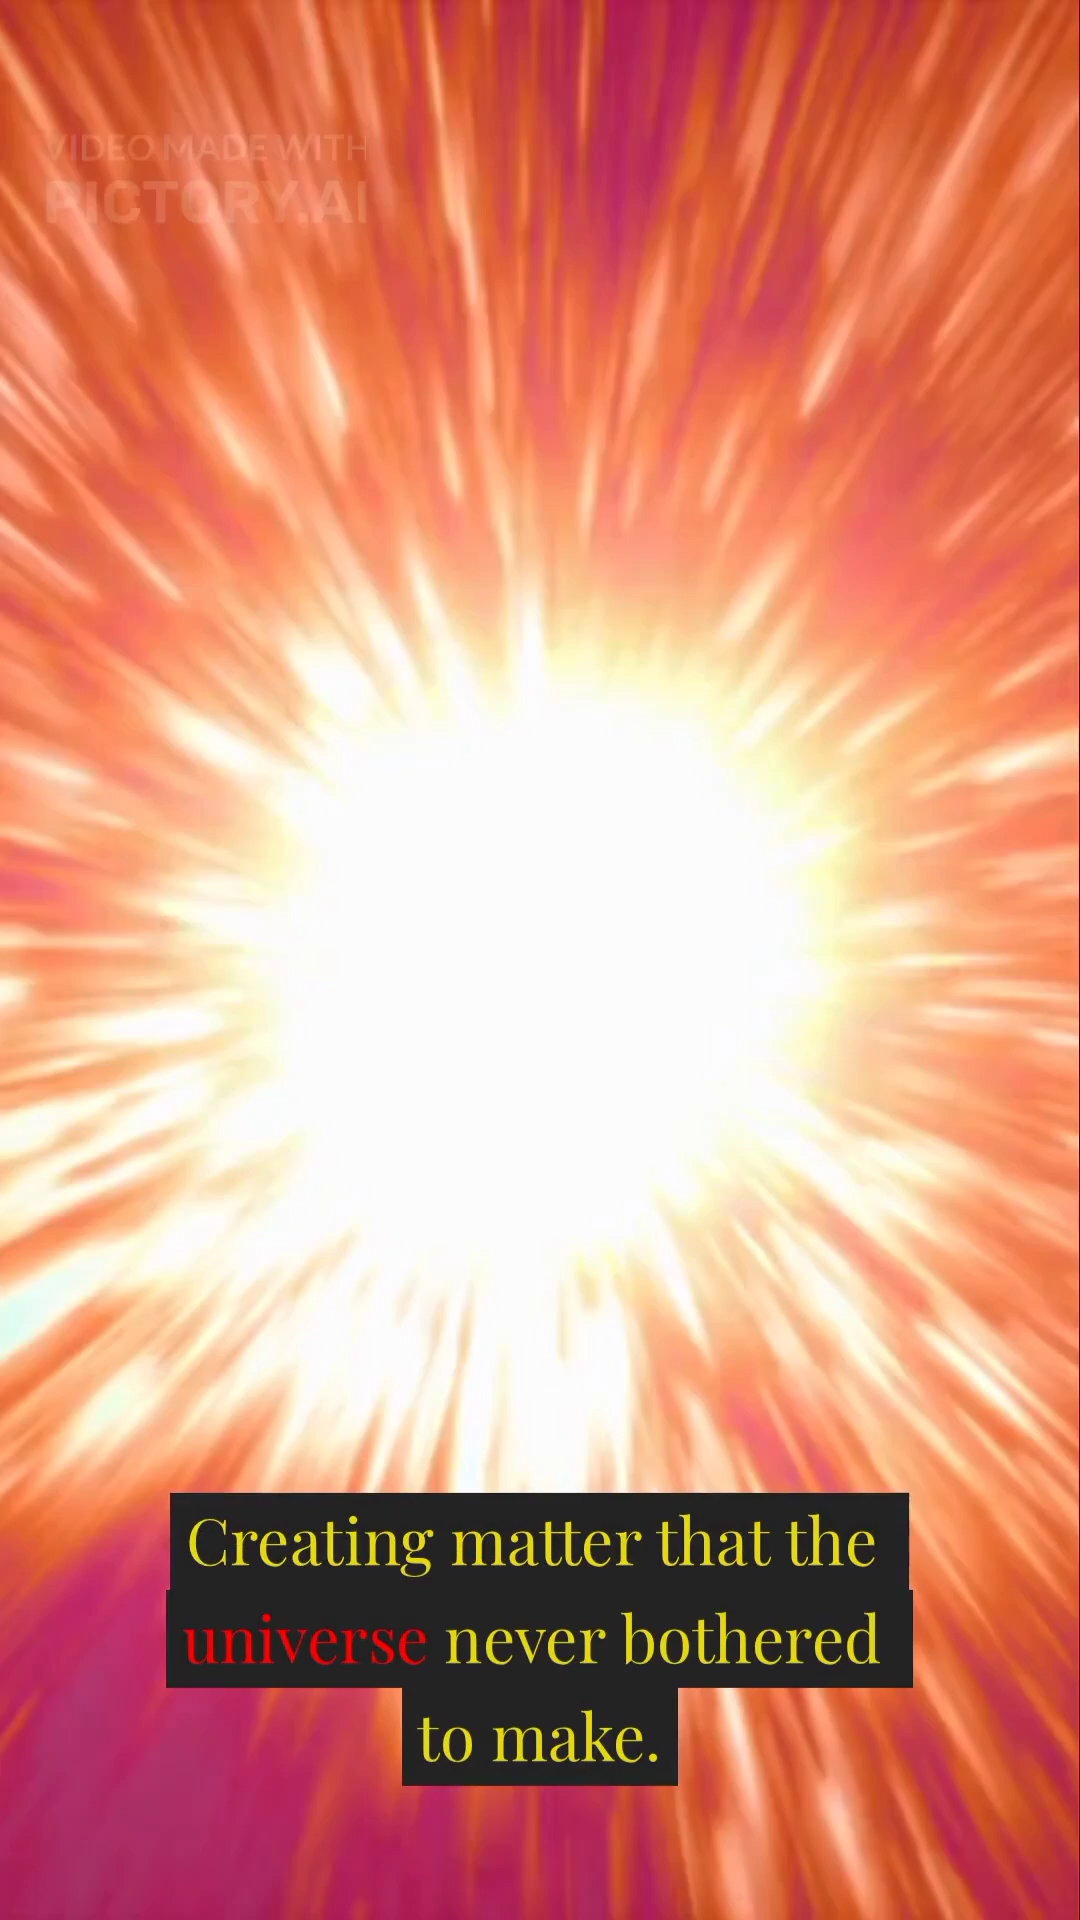 VIDEO MADE WITH
PICTORY.AI
Creating matter that the
universe never bothered
to make.